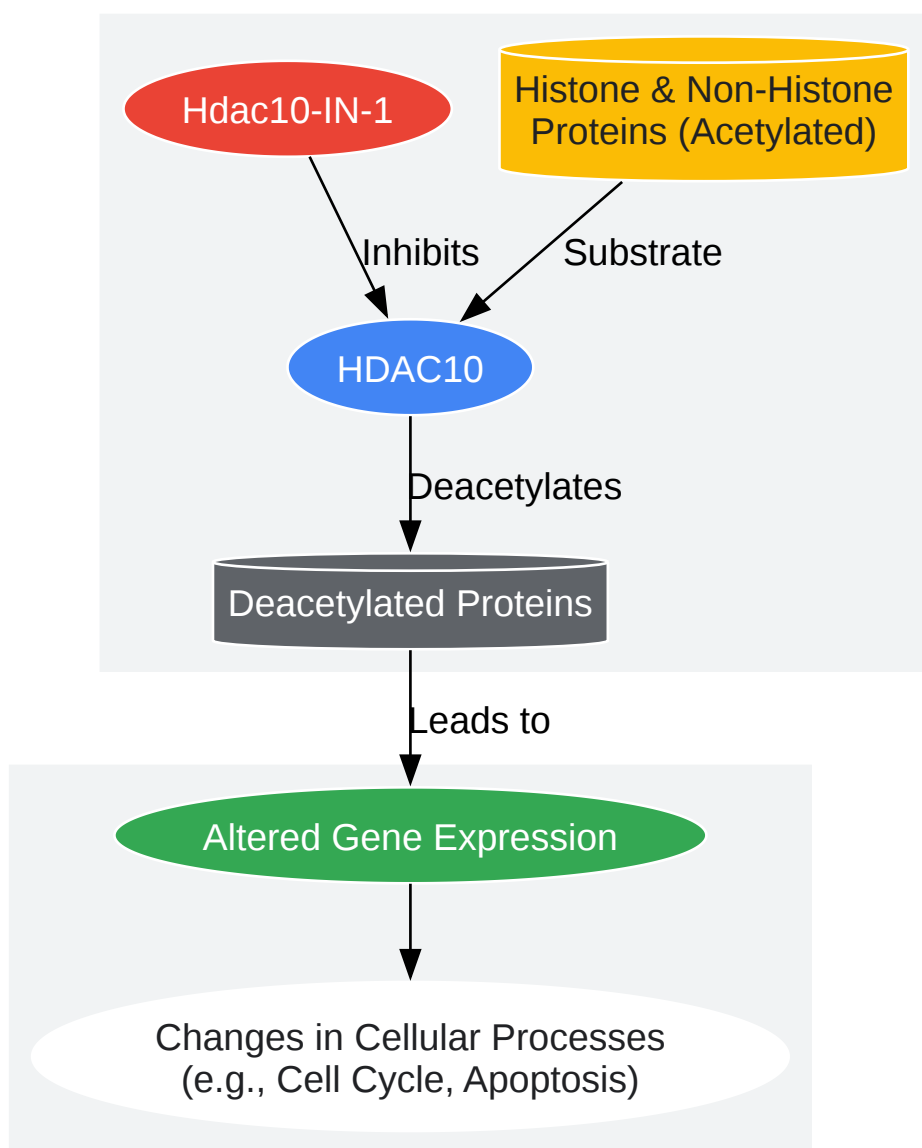 Hdac10-IN-1
Histone & Non-Histone
Proteins (Acetylated)
Inhibits
Substrate
HDAC10
Deacetylates
Deacetylated Proteins
Leads to
Altered Gene Expression
Changes in Cellular Processes
(e.g., Cell Cycle, Apoptosis)